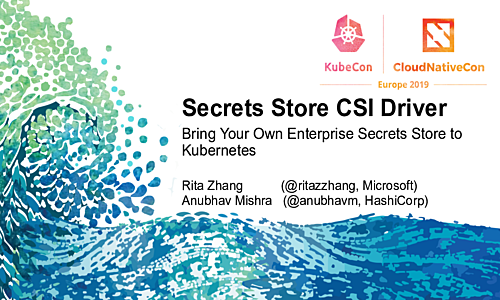 KubeCon
CloudNativeCon
Europe 2019
Secrets Store CSI Driver
Bring Your Own Enterprise Secrets Store to
Kubernetes
Rita Zhang (@ritazzhang, Microsoft)
Anubhav Mishra (@anubhavm, HashiCorp)